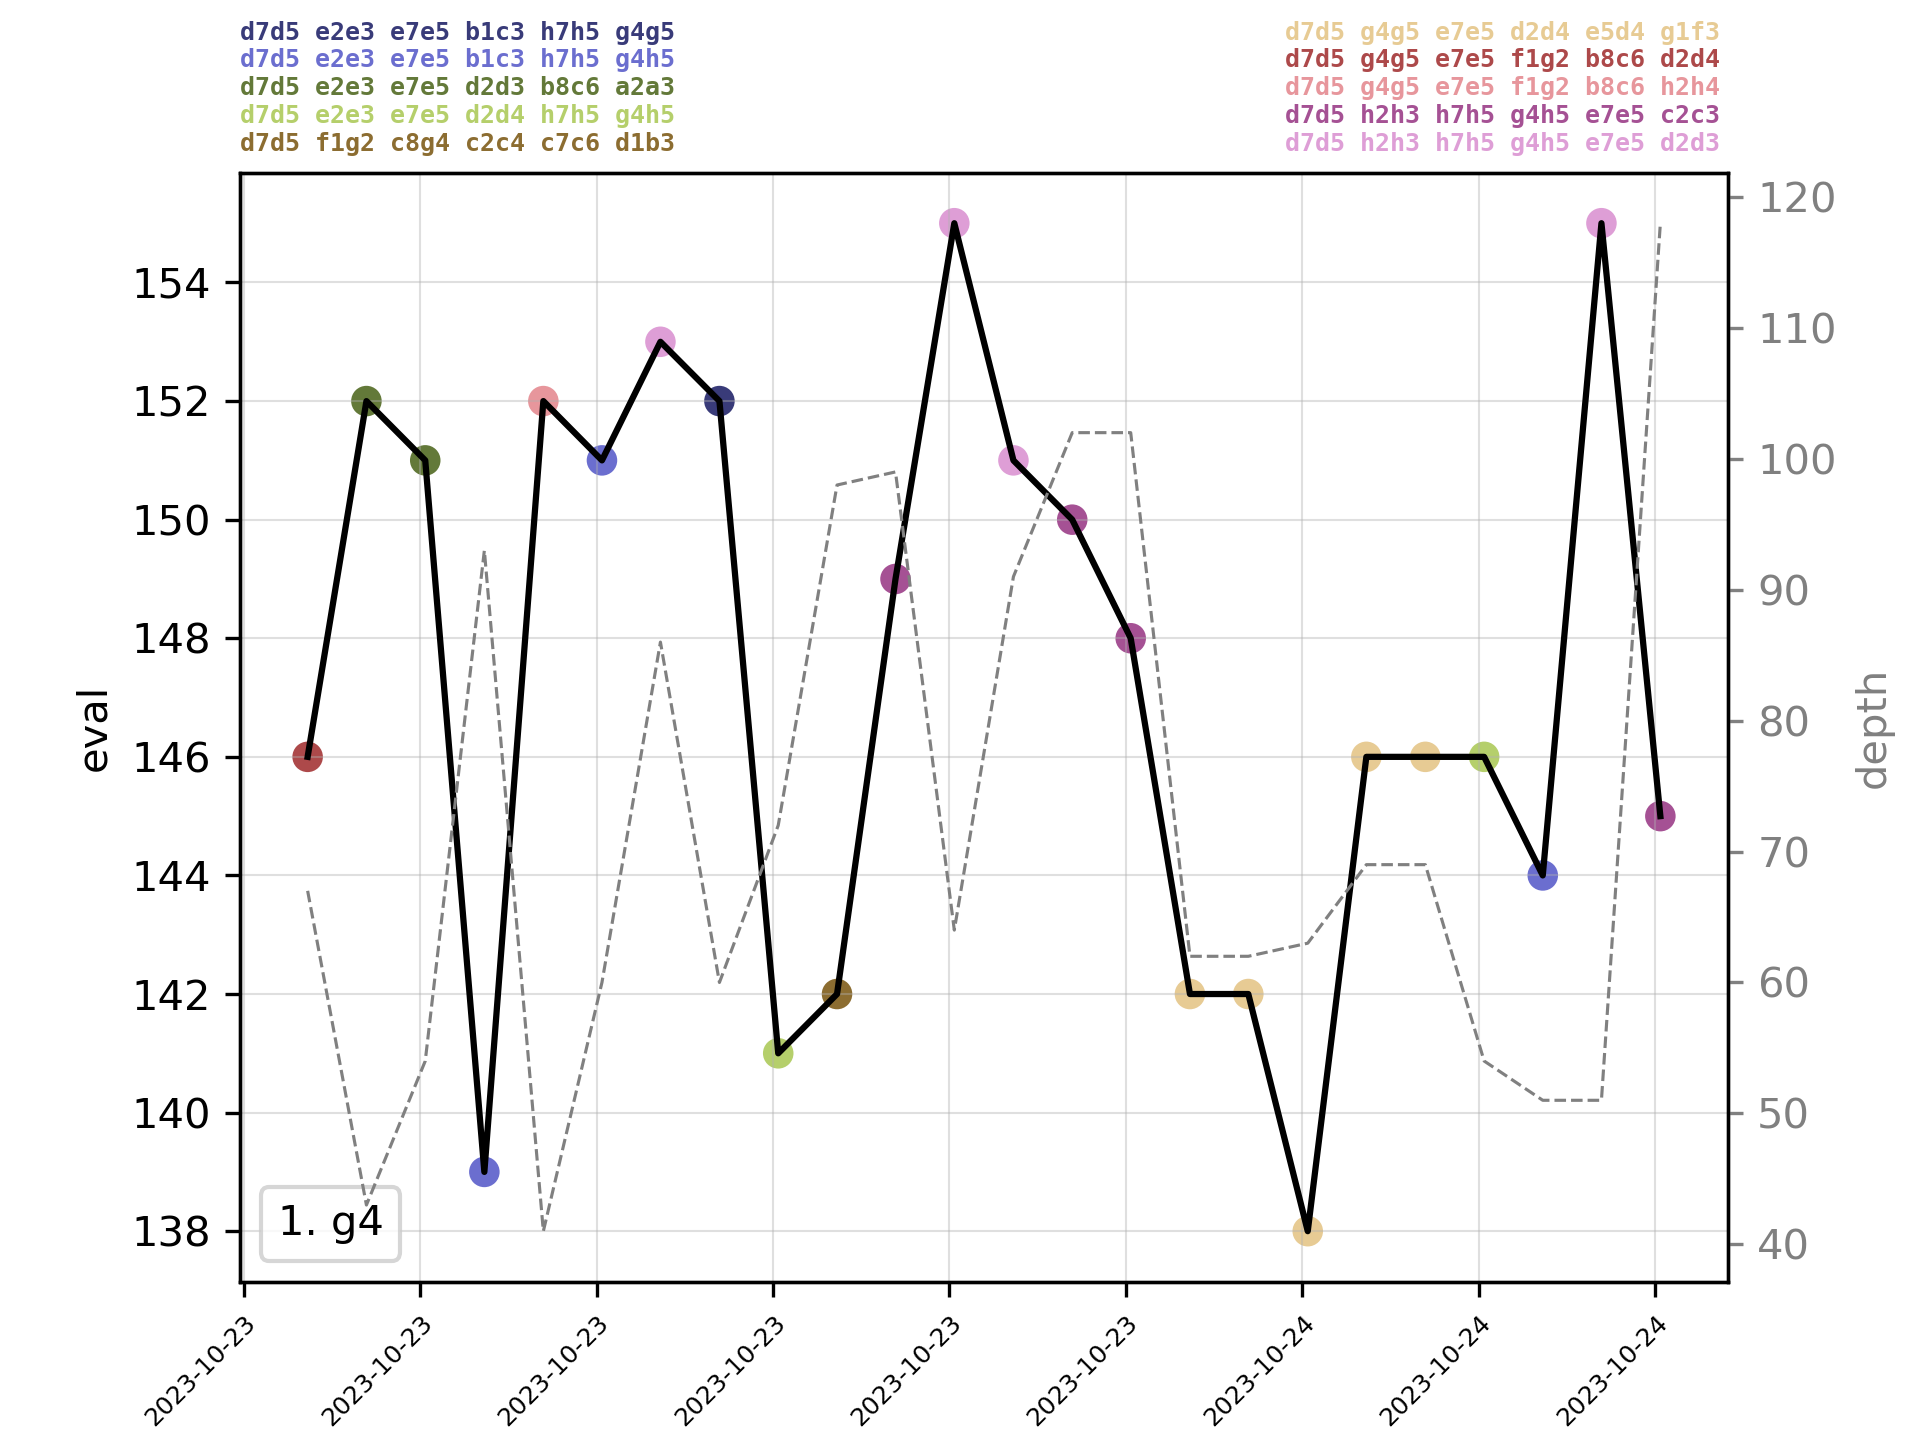 d7d5 e2e3 e7e5 b1c3 h7h5 g4g5
d7d5 e2e3 e7e5 b1c3 h7h5 g4h5
d7d5 e2e3 e7e5 d2d3 b8c6 a2a3
d7d5 e2e3 e7e5 d2d4 h7h5 g4h5
d7d5 f1g2 c8g4 c2c4 c7c6 d1b3
d7d5 g4g5 e7e5 d2d4 e5d4 g1f3
d7d5 g4g5 e7e5 f1g2 b8c6 d2d4
d7d5 g4g5 e7e5 f1g2 b8c6 h2h4
d7d5 h2h3 h7h5 g4h5 e7e5 c2c3
d7d5 h2h3 h7h5 g4h5 e7e5 d2d3
eval
154
152
150
148
146
144
142
140
138
120
110
100
90
80
70
60
50
40
depth
1. g4
2023-10-23
2023-10-23
2023-10-23
2023-10-23
2023-10-23
2023-10-23
2023-10-24
2023-10-24
2023-10-24